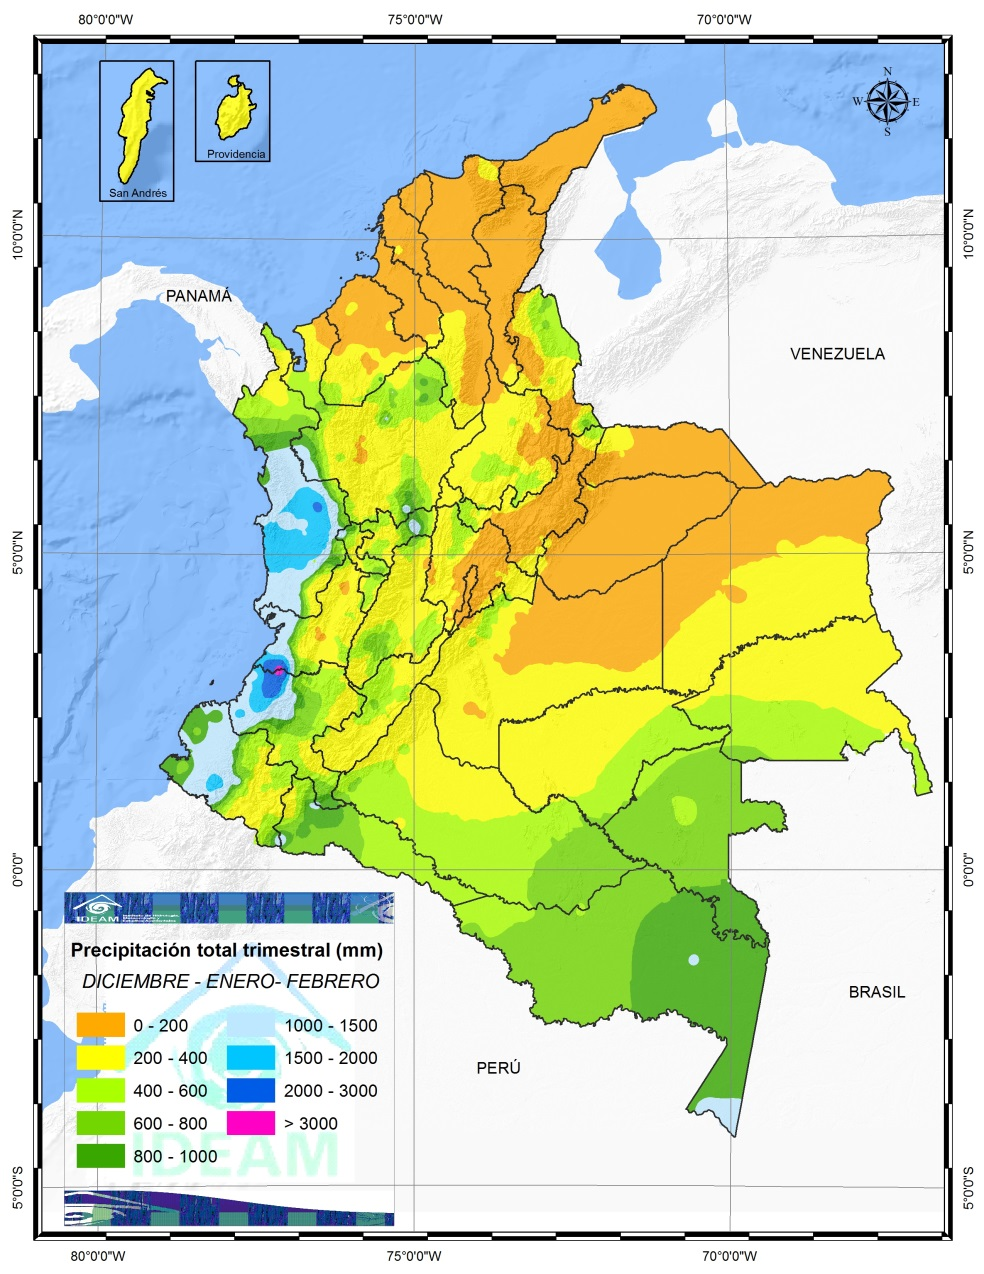 80°0'0"W 75°0'0"W 70°0'0"W
San Andrés
Providencia
N
W E
S
10°0'0"N 10°0'0"N
PANAMÁ
VENEZUELA
5°0'0"N 5°0'0"N
0°0'0" 0°0'0"
IDEAM
Precipitación total trimestral (mm)
DICIEMBRE - ENERO- FEBRERO
0 - 200
200 - 400
400 - 600
600 - 800
800 - 1000
1000 - 1500
1500 - 2000
2000 - 3000
> 3000
IDEAM
BRASIL
PERÚ
5°0'0"S 5°0'0"S
80°0'0"W 75°0'0"W 70°0'0"W